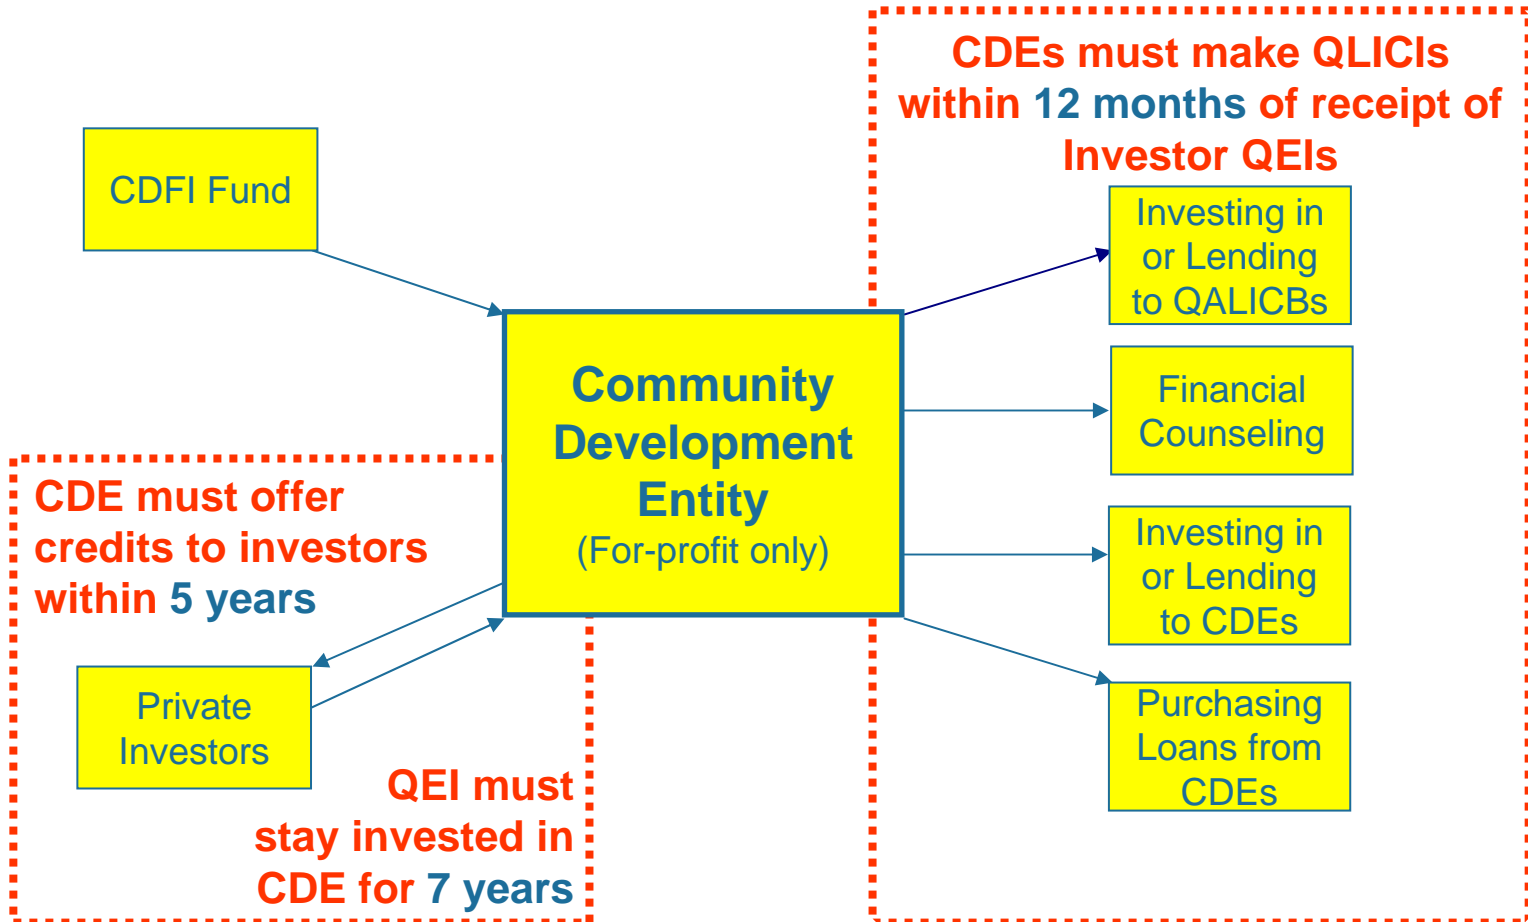 CDEs must make QLICIs
within 12 months of receipt of
Investor QEIs
CDFI Fund
Investing in
or Lending
to QALICBs
Community
Development
Entity
(For-profit only)
Financial
Counseling
CDE must offer
credits to investors
within 5 years
Investing in
or Lending
to CDEs
Private
Investors
Purchasing
Loans from
CDEs
QEI must
stay invested in
CDE for 7 years